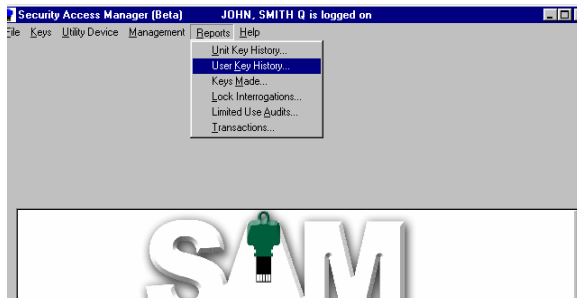 Security Access Manager (Beta) JOHN, SMITH Q is logged on
File Keys Utility Device Management Reports Help
Unit Key History...
User Key History...
Keys Made...
Lock Interrogations...
Limited Use Audits...
Transactions...
SAM